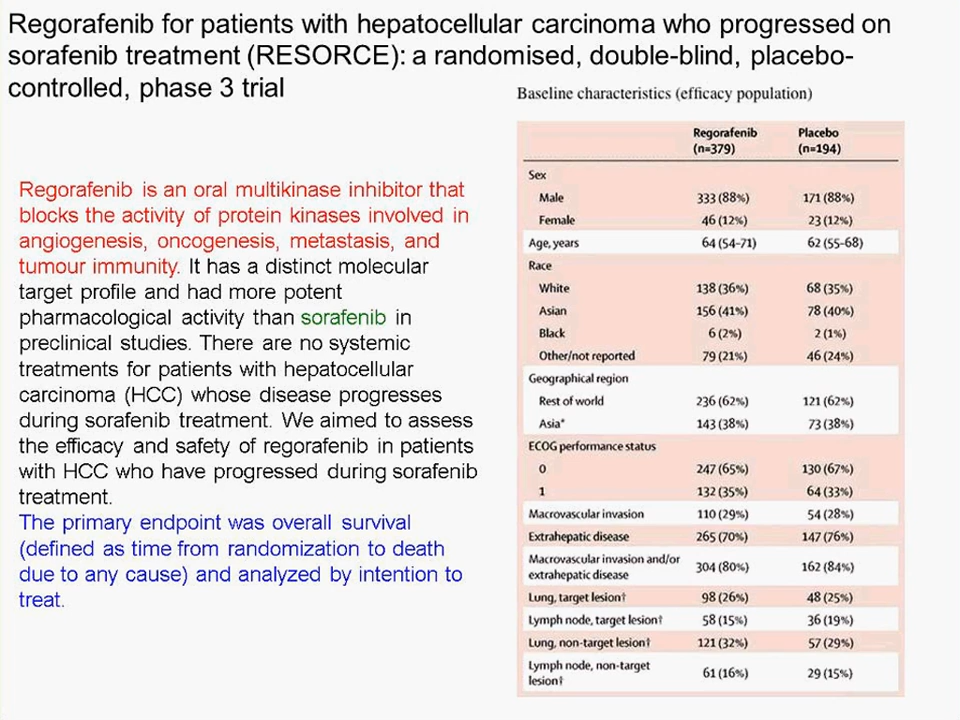 Regorafenib for patients with hepatocellular carcinoma who progressed on
sorafenib treatment (RESORCE): a randomised, double-blind, placebo-
controlled, phase 3 trial
Regorafenib is an oral multikinase inhibitor that
blocks the activity of protein kinases involved in
angiogenesis, oncogenesis, metastasis, and
tumour immunity. It has a distinct molecular
target profile and had more potent
pharmacological activity than sorafenib in
preclinical studies. There are no systemic
treatments for patients with hepatocellular
carcinoma (HCC) whose disease progresses
during sorafenib treatment. We aimed to assess
the efficacy and safety of regorafenib in patients
with HCC who have progressed during sorafenib
treatment.
The primary endpoint was overall survival
(defined as time from randomization to death
due to any cause) and analyzed by intention to
treat.
Baseline characteristics (efficacy population)
Regorafenib Placebo
(n=379) (n=194)
Sex
Male 333 (88%) 171 (88%)
Female 46 (12%) 23 (12%)
Age, years 64 (54–71) 62 (55–68)
Race
White 138 (36%) 68 (35%)
Asian 156 (41%) 78 (40%)
Black 6 (2%) 2 (1%)
Other/not reported 79 (21%) 46 (24%)
Geographical region
Rest of world 236 (62%) 121 (62%)
Asia* 143 (38%) 73 (38%)
ECOG performance status
0 247 (65%) 130 (67%)
1 132 (35%) 64 (33%)
Macrovascular invasion 110 (29%) 54 (28%)
Extrahepatic disease 265 (70%) 147 (76%)
Macrovascular invasion and/or
extrahepatic disease 304 (80%) 162 (84%)
Lung, target lesion† 98 (26%) 48 (25%)
Lymph node, target lesion† 58 (15%) 36 (19%)
Lung, non-target lesion† 121 (32%) 57 (29%)
Lymph node, non-target
lesion† 61 (16%) 29 (15%)